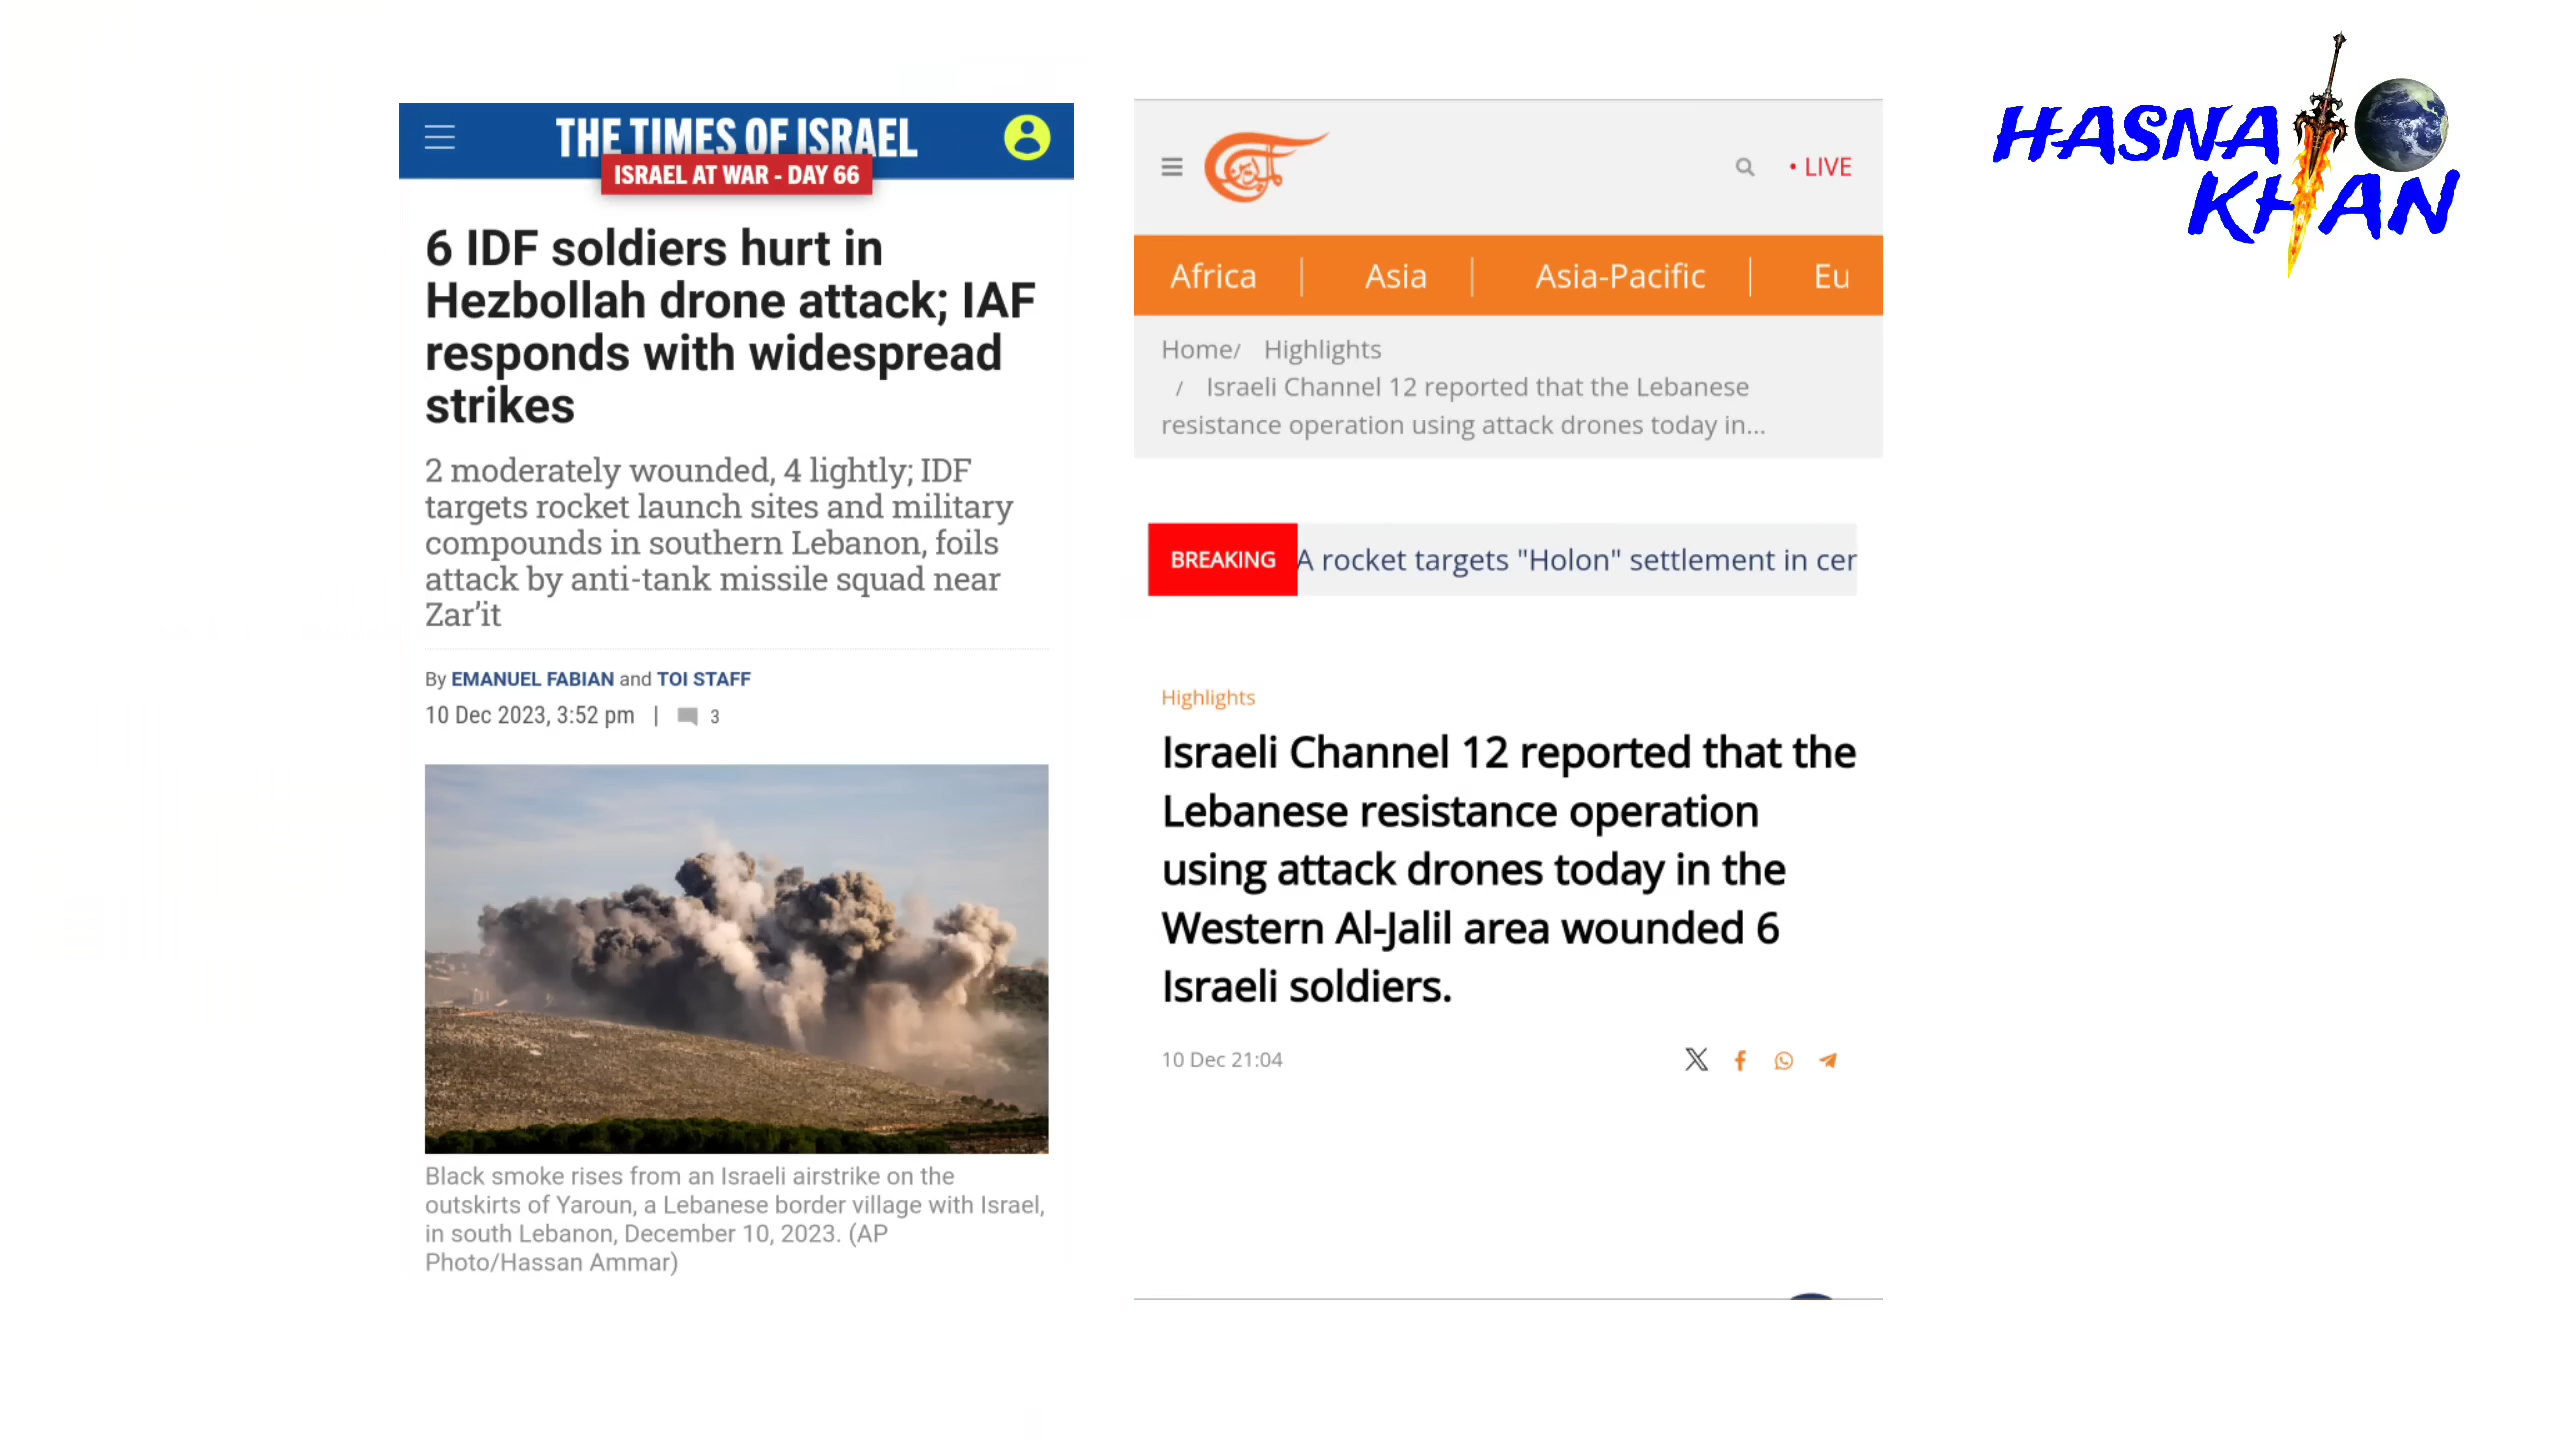 THE TIMES OF ISRAEL
ISRAEL AT WAR - DAY 66
6 IDF soldiers hurt in
Hezbollah drone attack; IAF
responds with widespread
strikes
2 moderately wounded, 4 lightly; IDF
targets rocket launch sites and military
compounds in southern Lebanon, foils
attack by anti-tank missile squad near
Zar’it
By EMANUEL FABIAN and TOI STAFF
10 Dec 2023, 3:52 pm | 3
Black smoke rises from an Israeli airstrike on the
outskirts of Yaroun, a Lebanese border village with Israel,
in south Lebanon, December 10, 2023. (AP
Photo/Hassan Ammar)
• LIVE
Africa | Asia | Asia-Pacific | Eu
Home/ Highlights
/ Israeli Channel 12 reported that the Lebanese
resistance operation using attack drones today in...
BREAKING A rocket targets "Holon" settlement in cer
Highlights
Israeli Channel 12 reported that the
Lebanese resistance operation
using attack drones today in the
Western Al-Jalil area wounded 6
Israeli soldiers.
10 Dec 21:04
HASNA
KHAN